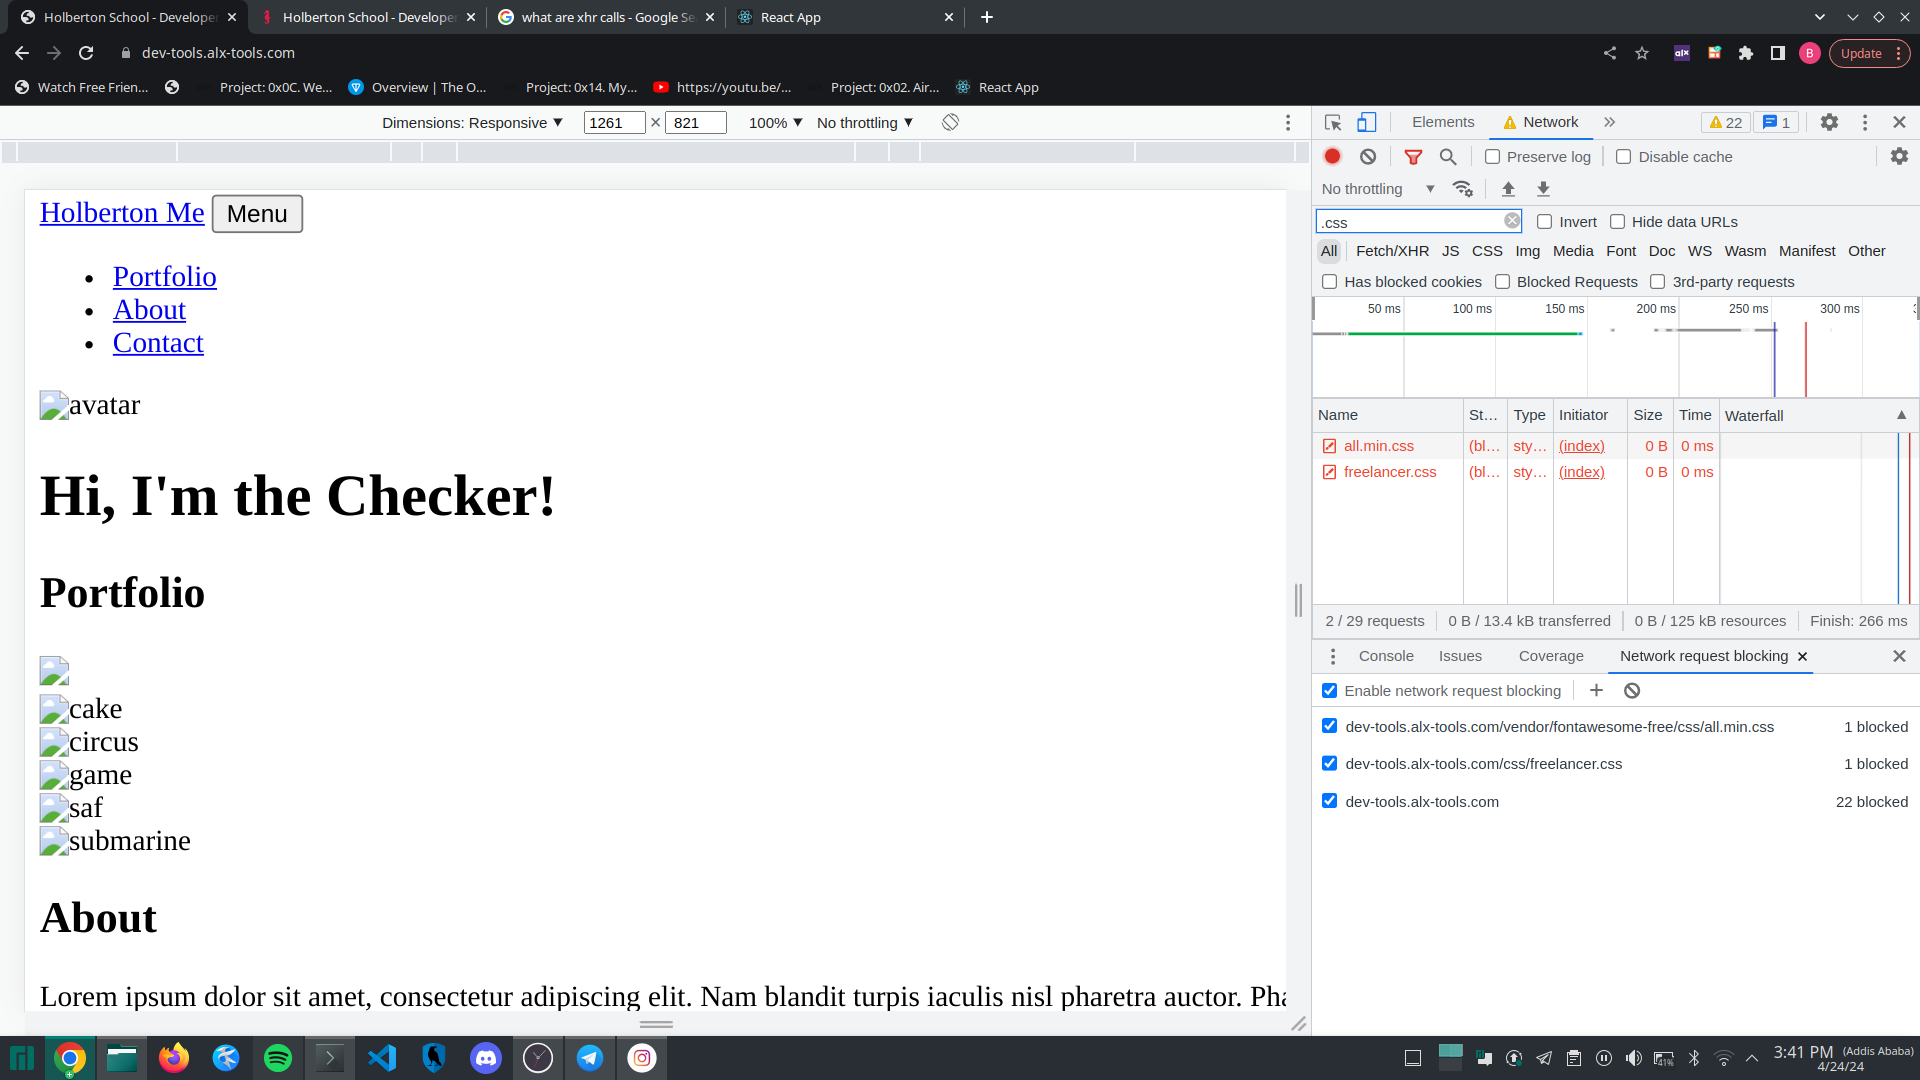 Holberton School - Developer
Holberton School - Developer
what are xhr calls - Google Se
React App
dev-tools.alx-tools.com
alx
B
Update
Watch Free Frien...
Project: 0x0C. We...
Overview | The O...
Project: 0x14. My...
https://youtu.be/...
Project: 0x02. Air...
React App
Dimensions: Responsive ▼ 1261 × 821 100% ▼ No throttling ▼
Elements Network » 22 1
Preserve log Disable cache
No throttling ▼
.css Invert Hide data URLs
All Fetch/XHR JS CSS Img Media Font Doc WS Wasm Manifest Other
Has blocked cookies Blocked Requests 3rd-party requests
50 ms 100 ms 150 ms 200 ms 250 ms 300 ms
Name St... Type Initiator Size Time Waterfall ▲
all.min.css (bl... sty... (index) 0 B 0 ms
freelancer.css (bl... sty... (index) 0 B 0 ms
2 / 29 requests 0 B / 13.4 kB transferred 0 B / 125 kB resources Finish: 266 ms
Console Issues Coverage Network request blocking
Enable network request blocking
dev-tools.alx-tools.com/vendor/fontawesome-free/css/all.min.css 1 blocked
dev-tools.alx-tools.com/css/freelancer.css 1 blocked
dev-tools.alx-tools.com 22 blocked
Holberton Me Menu
Portfolio
About
Contact
avatar
Hi, I'm the Checker!
Portfolio
cake
circus
game
saf
submarine
About
Lorem ipsum dolor sit amet, consectetur adipiscing elit. Nam blandit turpis iaculis nisl pharetra auctor. Pha
41%
3:41 PM (Addis Ababa)
4/24/24